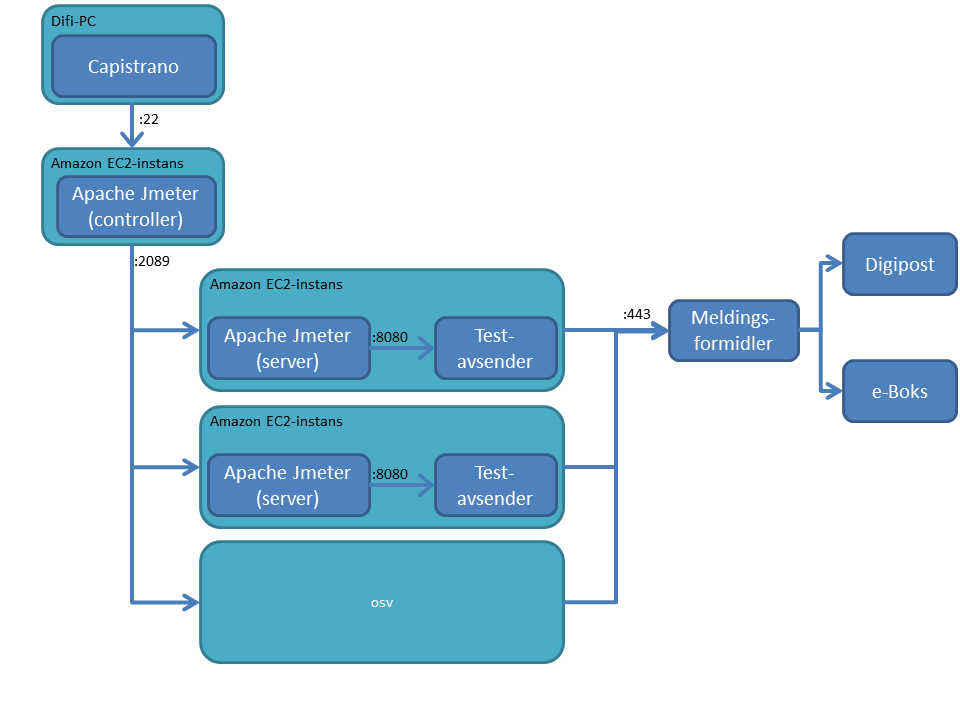 Difi-PC
Capistrano
:22
Amazon EC2-instans
Apache Jmeter
(controller)
:2089
Amazon EC2-instans
Apache Jmeter
(server)
:8080
Test-
avsender
:443
Meldings-
formidler
Digipost
e-Boks
Amazon EC2-instans
Apache Jmeter
(server)
:8080
Test-
avsender
osv